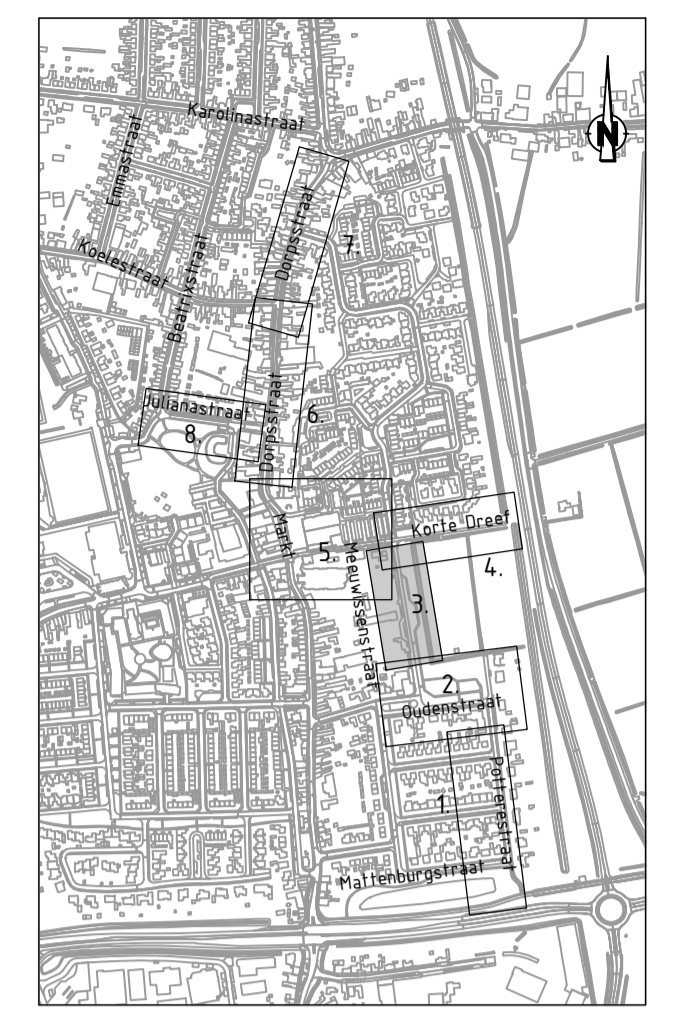 Karolinastraat
N
Emmastraat
Dorpsstraat
7.
Koelestraat
Beatrixstraat
Julianastraat
8.
Dorpsstraat
6.
Markt
5.
Korte Dreef
4.
Meeuwissenstraat
3.
2.
Oudenstraat
1.
Potterestraat
Mattenburgstraat